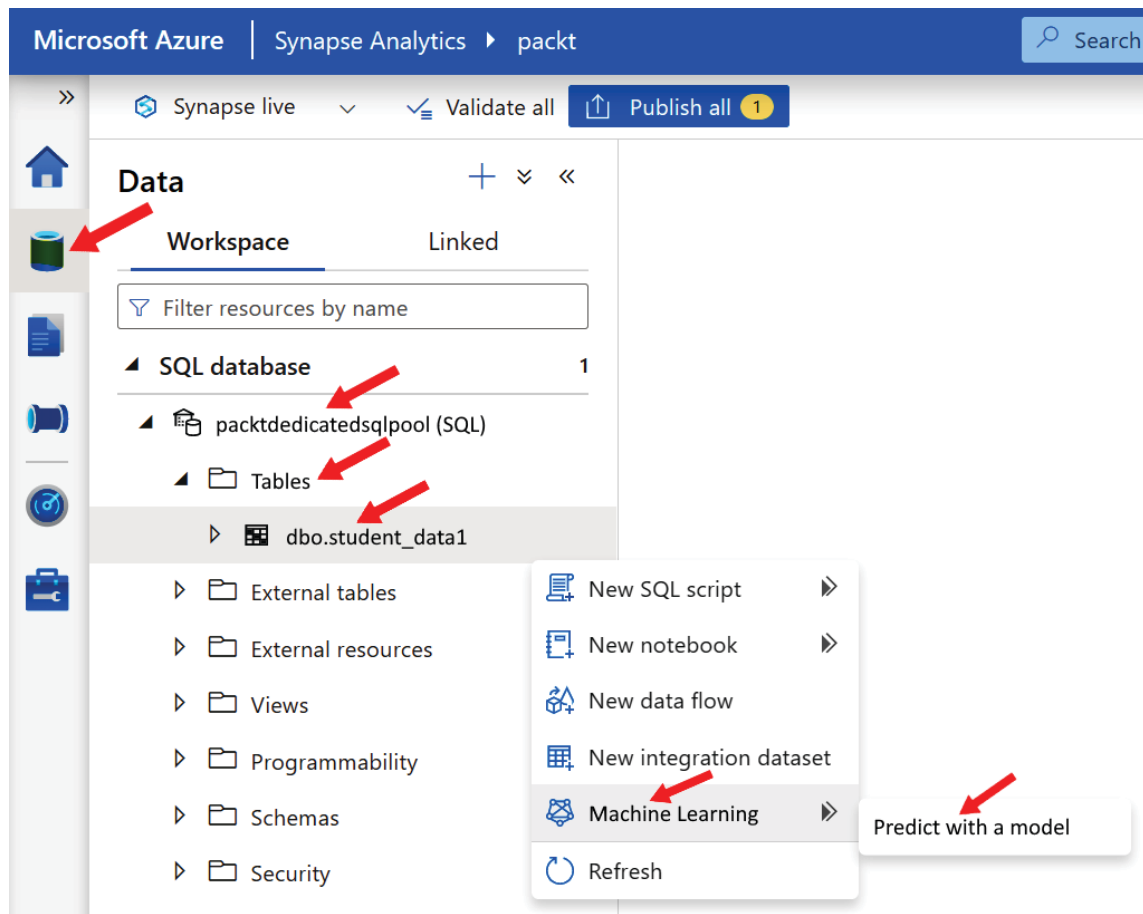 Microsoft Azure Synapse Analytics packt Search
Synapse live Validate all Publish all 1
Data
Workspace Linked
Filter resources by name
SQL database 1
packtdedicatedsqlpool (SQL)
Tables
dbo.student_data1
External tables
External resources
Views
Programmability
Schemas
Security
New SQL script
New notebook
New data flow
New integration dataset
Machine Learning
Predict with a model
Refresh